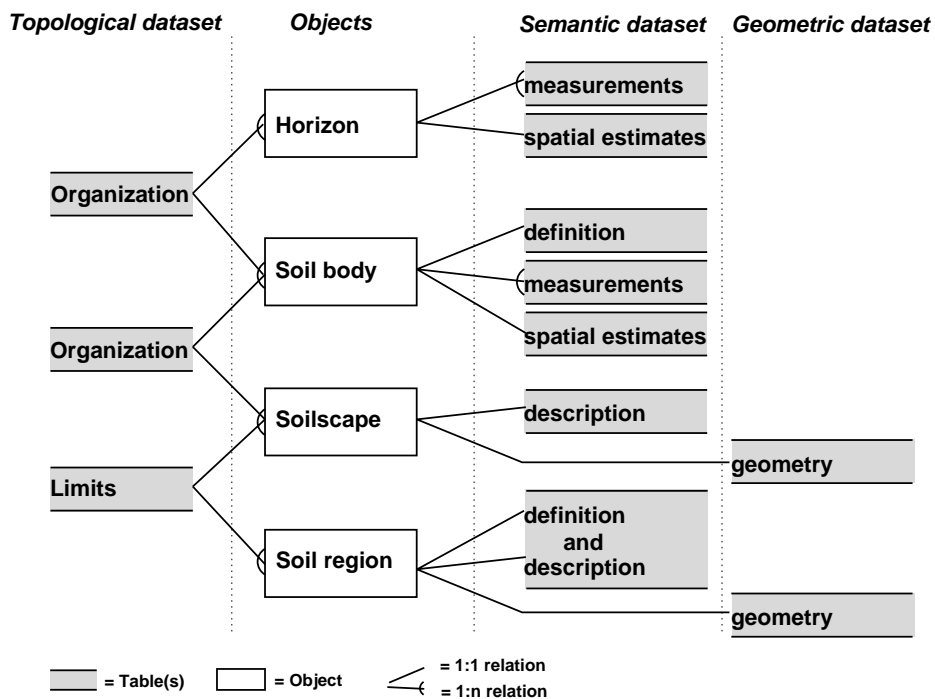 Topological dataset Objects Semantic dataset Geometric dataset
measurements
Horizon
spatial estimates
Organization
definition
Soil body
measurements
spatial estimates
Organization
description
Soilscape
geometry
Limits
definition
and
description
Soil region
geometry
= Table(s) = Object = 1:1 relation
= 1:n relation